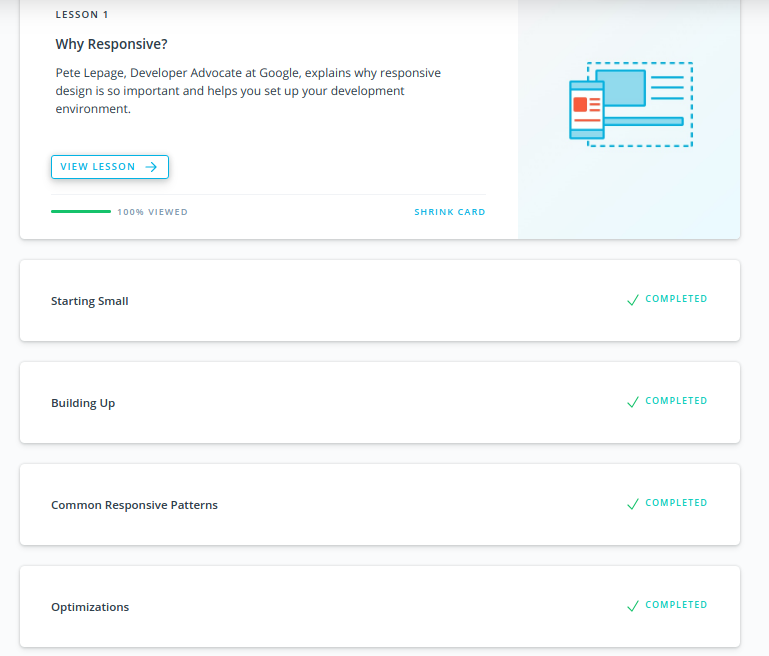 LESSON 1
Why Responsive?
Pete Lepage, Developer Advocate at Google, explains why responsive
design is so important and helps you set up your development
environment.
VIEW LESSON
100% VIEWED
SHRINK CARD
Starting Small
COMPLETED
Building Up
COMPLETED
Common Responsive Patterns
COMPLETED
Optimizations
COMPLETED